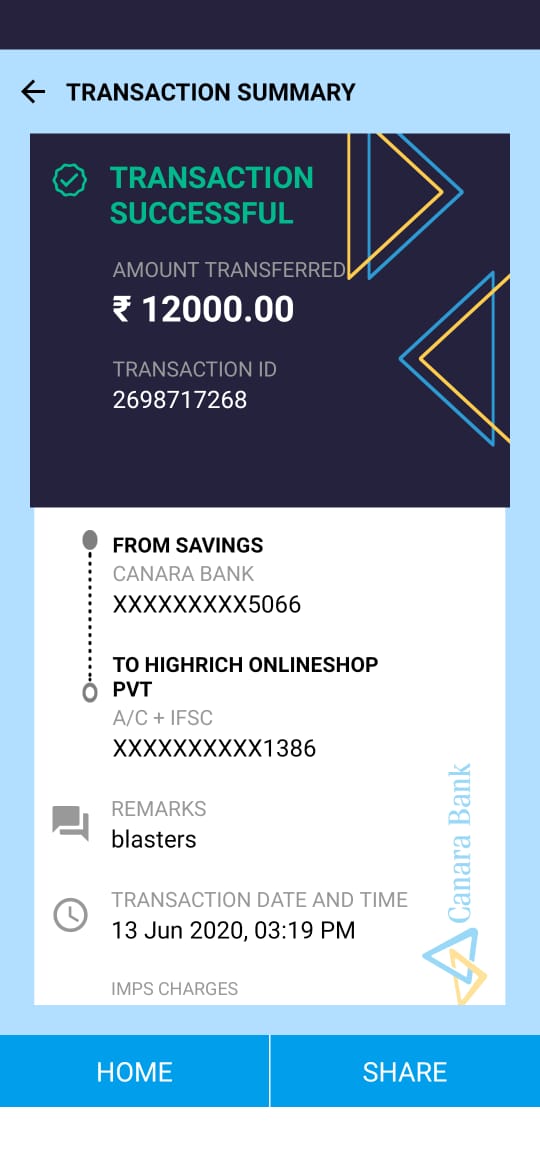 TRANSACTION SUMMARY
TRANSACTION
SUCCESSFUL
AMOUNT TRANSFERRED
₹ 12000.00
TRANSACTION ID
2698717268
FROM SAVINGS
CANARA BANK
XXXXXXXXX5066
TO HIGHRICH ONLINESHOP
PVT
A/C + IFSC
XXXXXXXXXX1386
REMARKS
blasters
TRANSACTION DATE AND TIME
13 Jun 2020, 03:19 PM
IMPS CHARGES
Canara Bank
HOME
SHARE